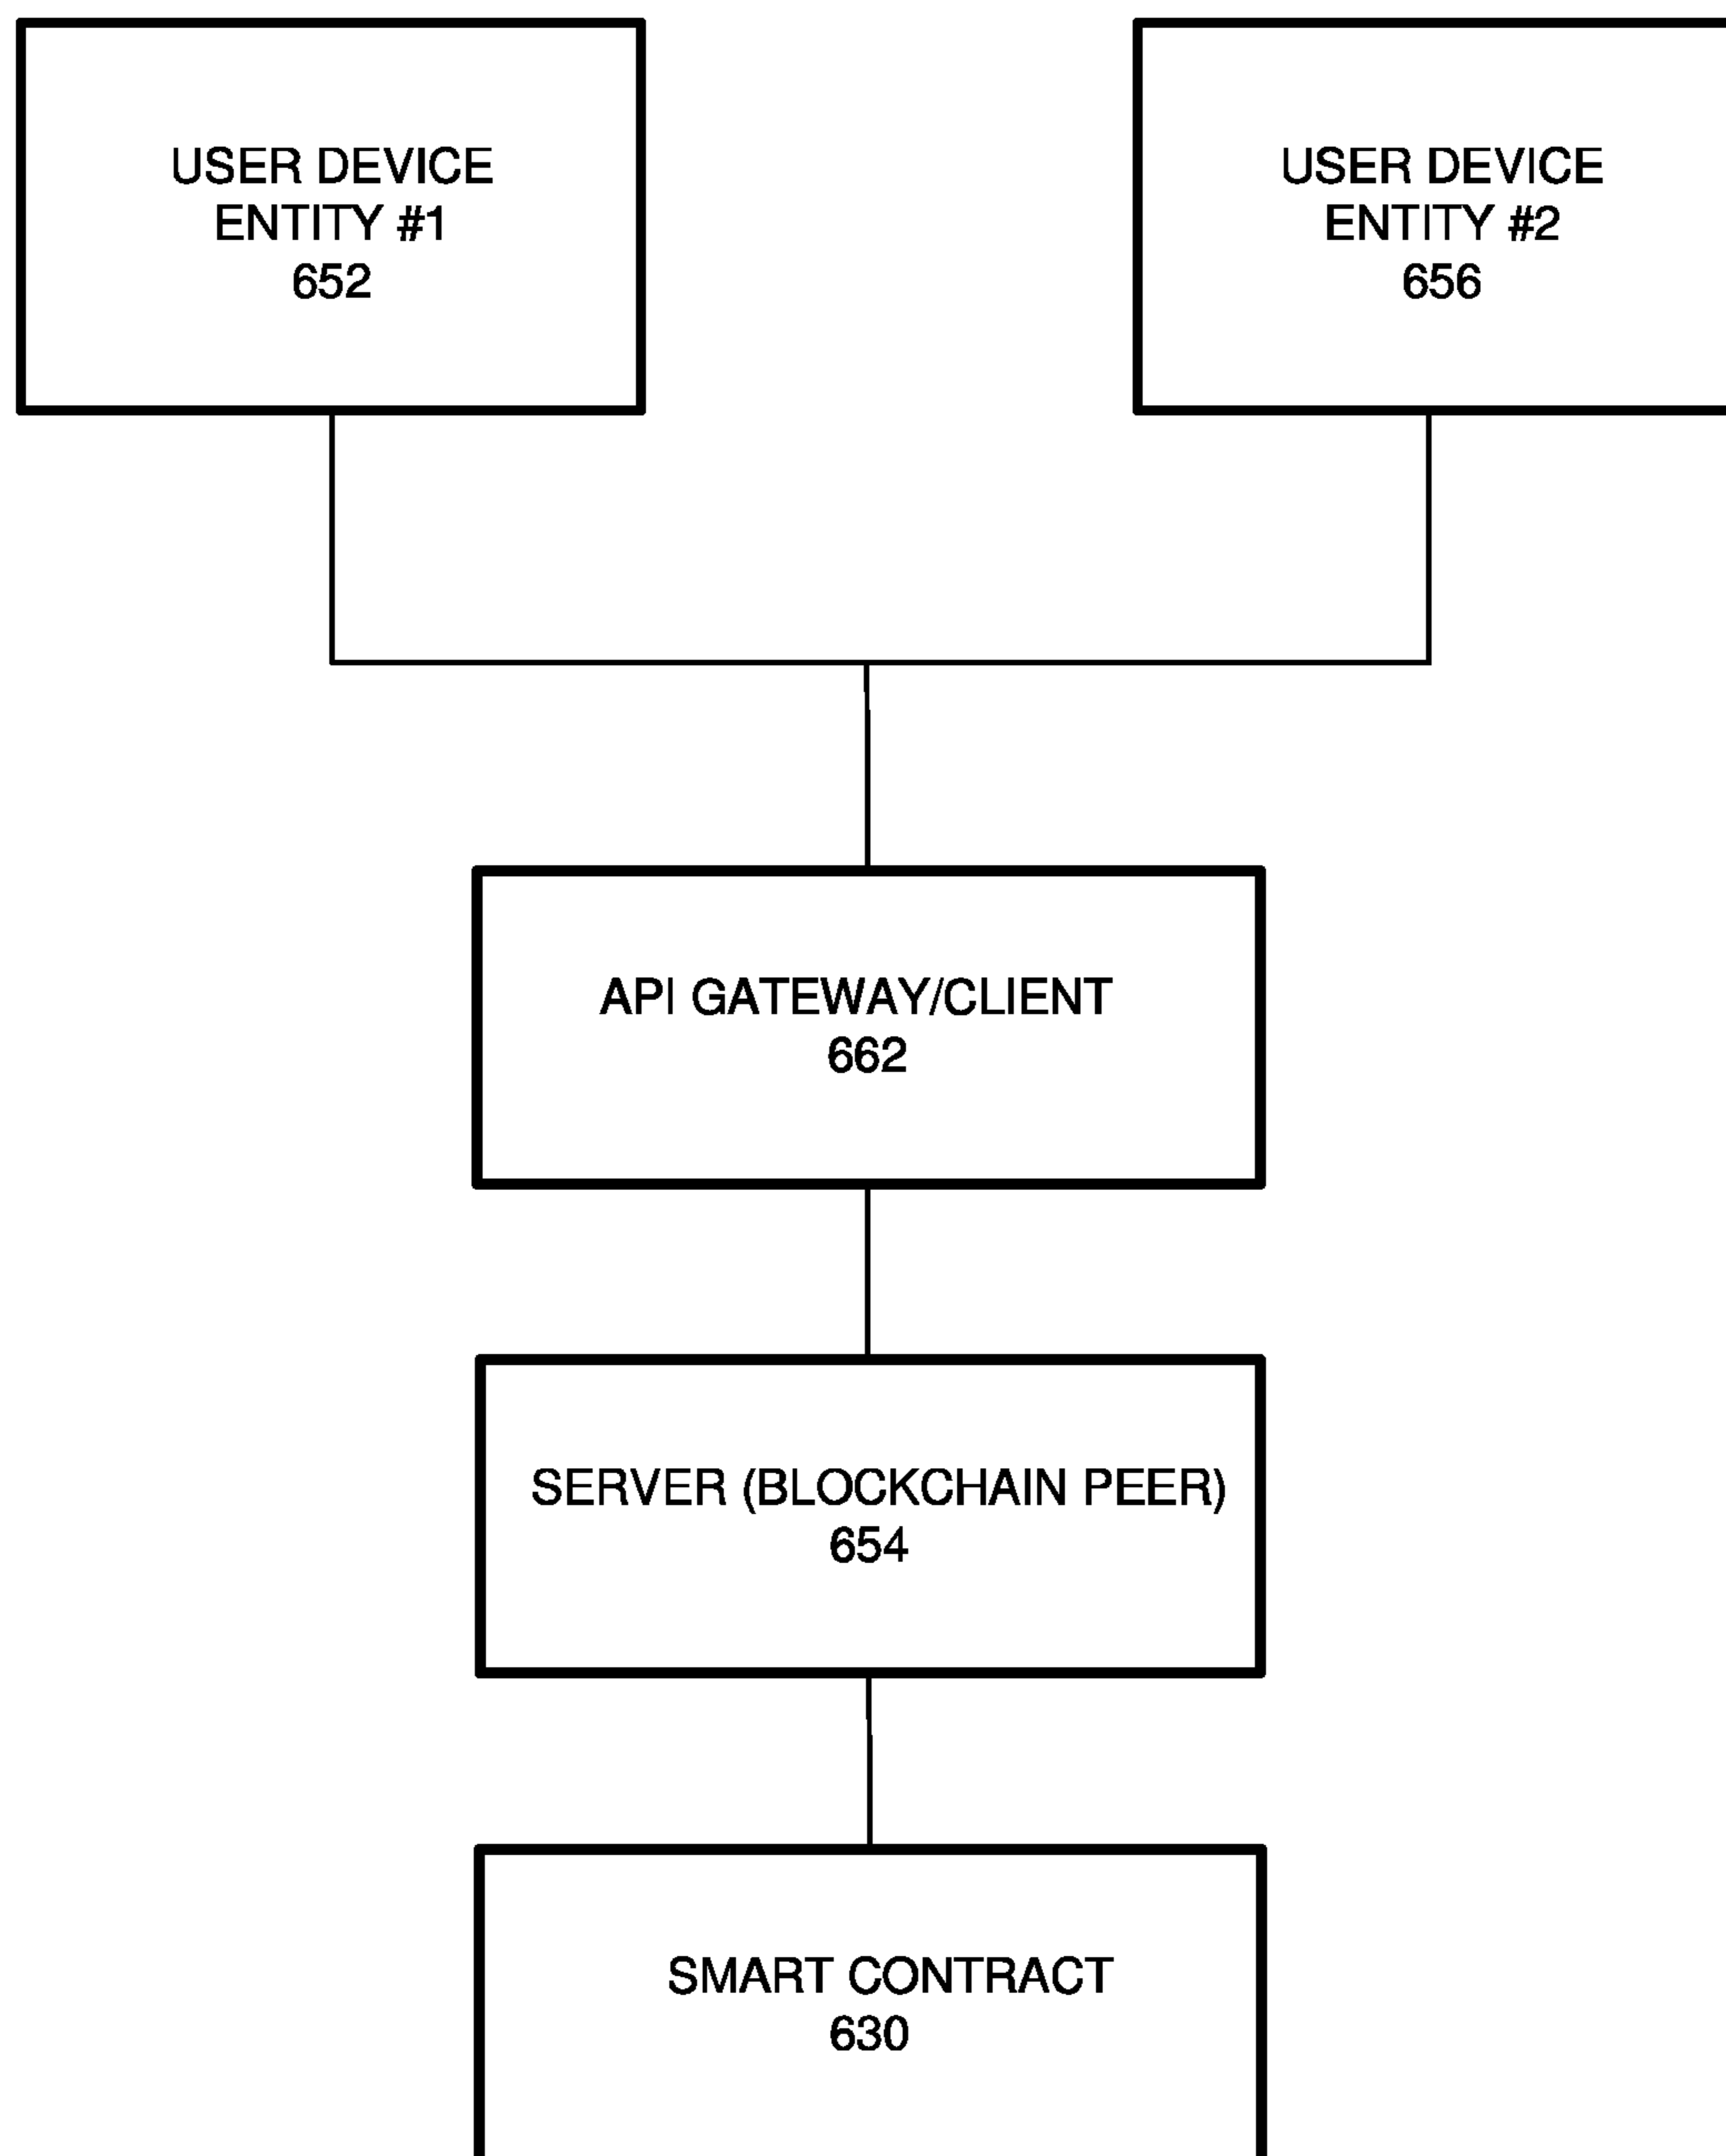 USER DEVICE
ENTITY #1
652
USER DEVICE
ENTITY #2
656
API GATEWAY/CLIENT
662
SERVER (BLOCKCHAIN PEER)
654
SMART CONTRACT
630